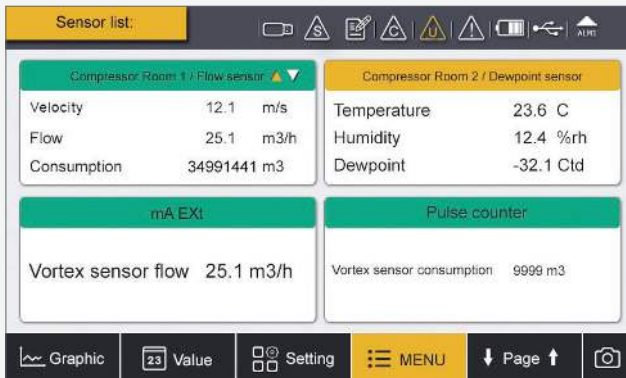 Sensor list:
S C U ! ALM1
Compressor Room 1 / Flow sensor
Velocity 12.1 m/s
Flow 25.1 m3/h
Consumption 34991441 m3
Compressor Room 2 / Dewpoint sensor
Temperature 23.6 C
Humidity 12.4 %rh
Dewpoint -32.1 Ctd
mA EXt
Vortex sensor flow 25.1 m3/h
Pulse counter
Vortex sensor consumption 9999 m3
Graphic 23 Value Setting MENU Page